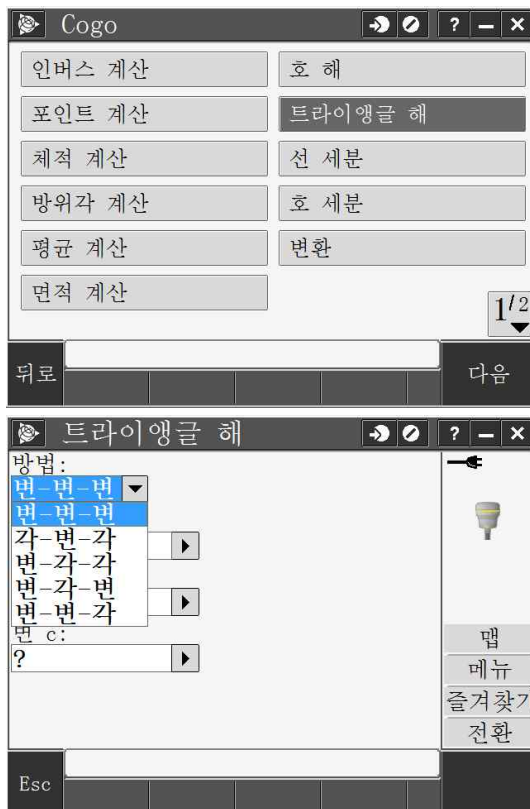 Cogo
? – ×
인버스 계산
호 해
포인트 계산
트라이앵글 해
체적 계산
선 세분
방위각 계산
호 세분
평균 계산
변환
면적 계산
1/2
뒤로
다음
트라이앵글 해
? – ×
방법:
변-변-변
변-변-변
각-변-각
변-각-각
변-각-변
변-변-각
변 c:
?
맵
메뉴
즐겨찾기
전환
Esc